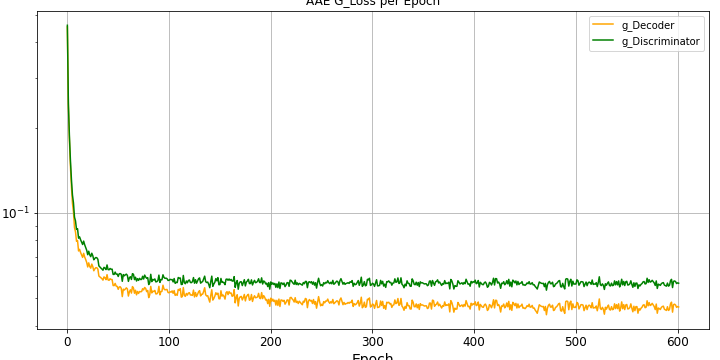 AAE G_Loss per Epoch
g_Decoder
g_Discriminator
10⁻¹
0 100 200 300 400 500 600
Epoch